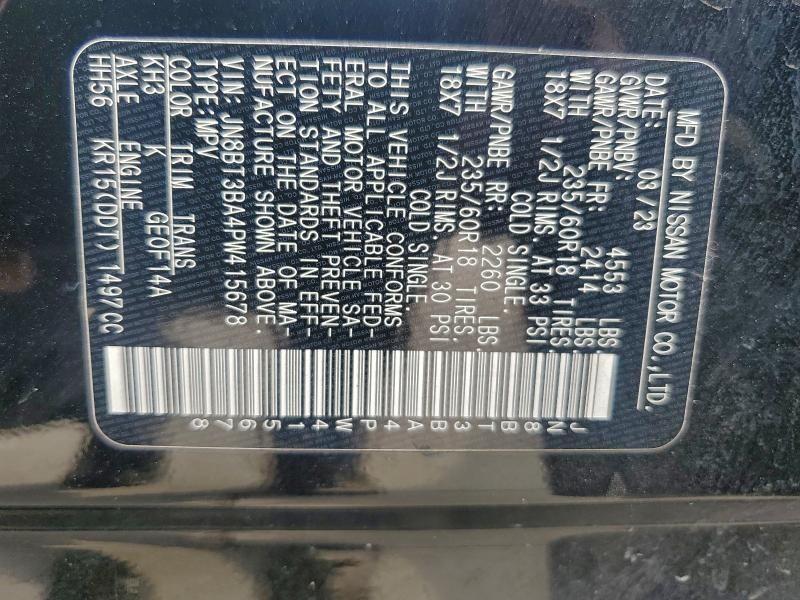 MFD BY NISSAN MOTOR CO.,LTD.
DATE: 03/23
GVWR/PNBV: 4553 LBS.
GAWR/PNBE FR: 2414 LBS.
WITH 235/60R18 TIRES.
18X7 1/2J RIMS. AT 33 PSI
COLD SINGLE.
GAWR/PNBE RR: 2260 LBS.
WITH 235/60R18 TIRES.
18X7 1/2J RIMS AT 30 PSI
COLD SINGLE.
THIS VEHICLE CONFORMS
TO ALL APPLICABLE FED-
ERAL MOTOR VEHICLE SA-
FETY AND THEFT PREVEN-
TION STANDARDS IN EFF-
ECT ON THE DATE OF MA-
NUFACTURE SHOWN ABOVE.
VIN: JN8BT3BA4PW415678
TYPE: MPV
COLOR TRIM TRANS
KH3 K GEOF14A
AXLE ENGINE
HH56 KR15(DDT) 1497CC
JN8BT3BA4PW415678